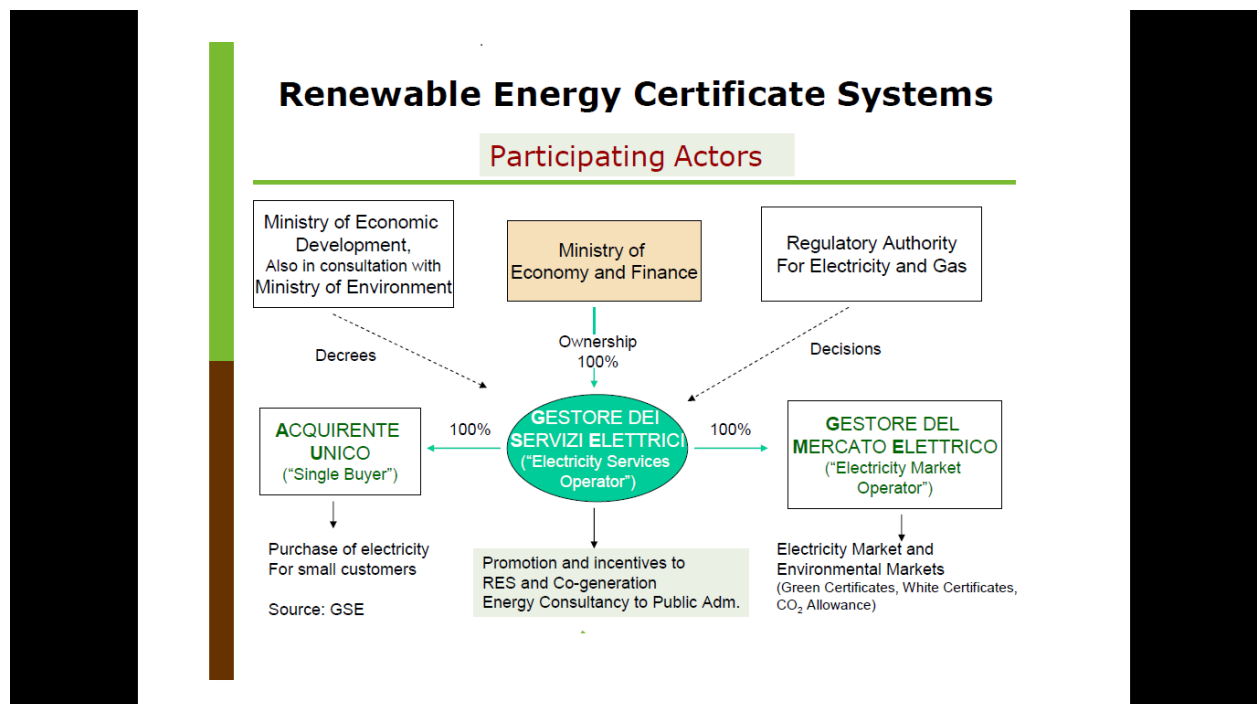 Renewable Energy Certificate Systems
Participating Actors
Ministry of Economic
Development,
Also in consultation with
Ministry of Environment
Ministry of
Economy and Finance
Regulatory Authority
For Electricity and Gas
Decrees
Ownership
100%
Decisions
ACQUIRENTE
UNICO
("Single Buyer")
100%
GESTORE DEI
SERVIZI ELETTRICI
("Electricity Services
Operator")
100%
GESTORE DEL
MERCATO ELETTRICO
("Electricity Market
Operator")
Purchase of electricity
For small customers
Source: GSE
Promotion and incentives to
RES and Co-generation
Energy Consultancy to Public Adm.
Electricity Market and
Environmental Markets
(Green Certificates, White Certificates,
CO₂ Allowance)